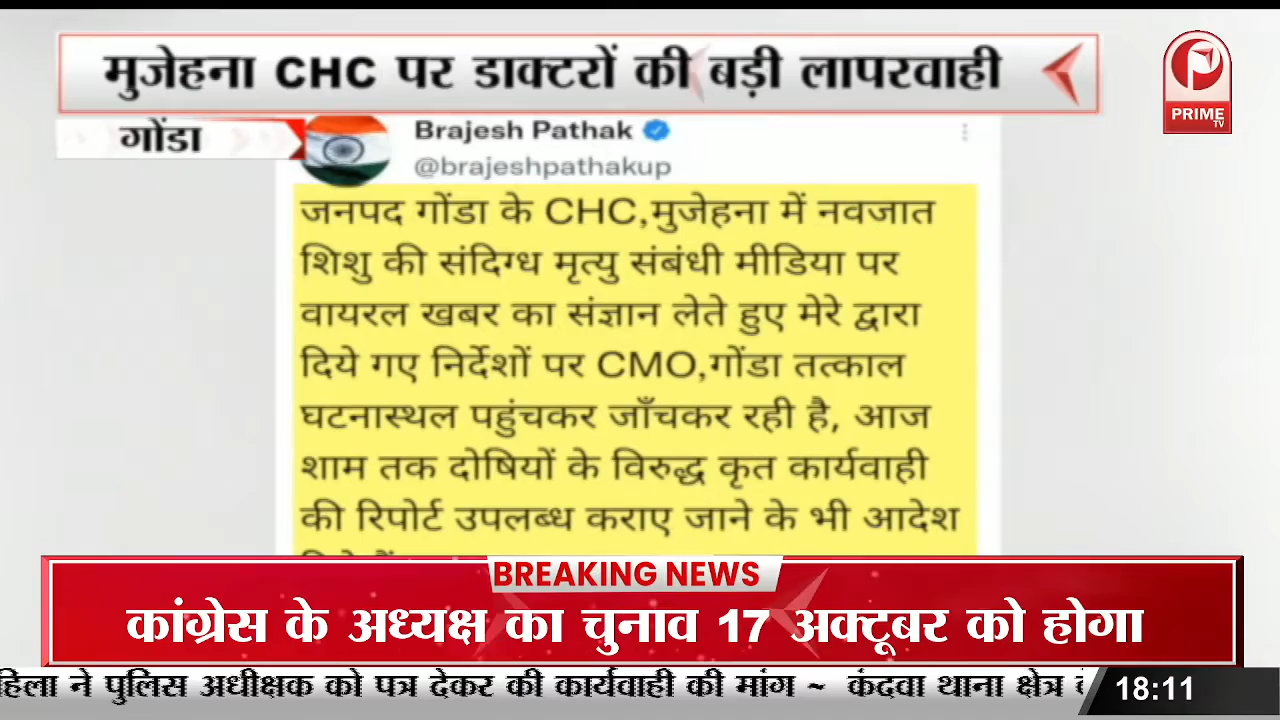 मुजेहना CHC पर डाक्टरों की बड़ी लापरवाही
PRIME
TV
गोंडा
Brajesh Pathak
@brajeshpathakup
जनपद गोंडा के CHC,मुजेहना में नवजात
शिशु की संदिग्ध मृत्यु संबंधी मीडिया पर
वायरल खबर का संज्ञान लेते हुए मेरे द्वारा
दिये गए निर्देशों पर CMO,गोंडा तत्काल
घटनास्थल पहुंचकर जाँचकर रही है, आज
शाम तक दोषियों के विरुद्ध कृत कार्यवाही
की रिपोर्ट उपलब्ध कराए जाने के भी आदेश
BREAKING NEWS
कांग्रेस के अध्यक्ष का चुनाव 17 अक्टूबर को होगा
ने पुलिस अधीक्षक को पत्र देकर की कार्यवाही की मांग ~ कंदवा थाना क्षेत्र
18:11